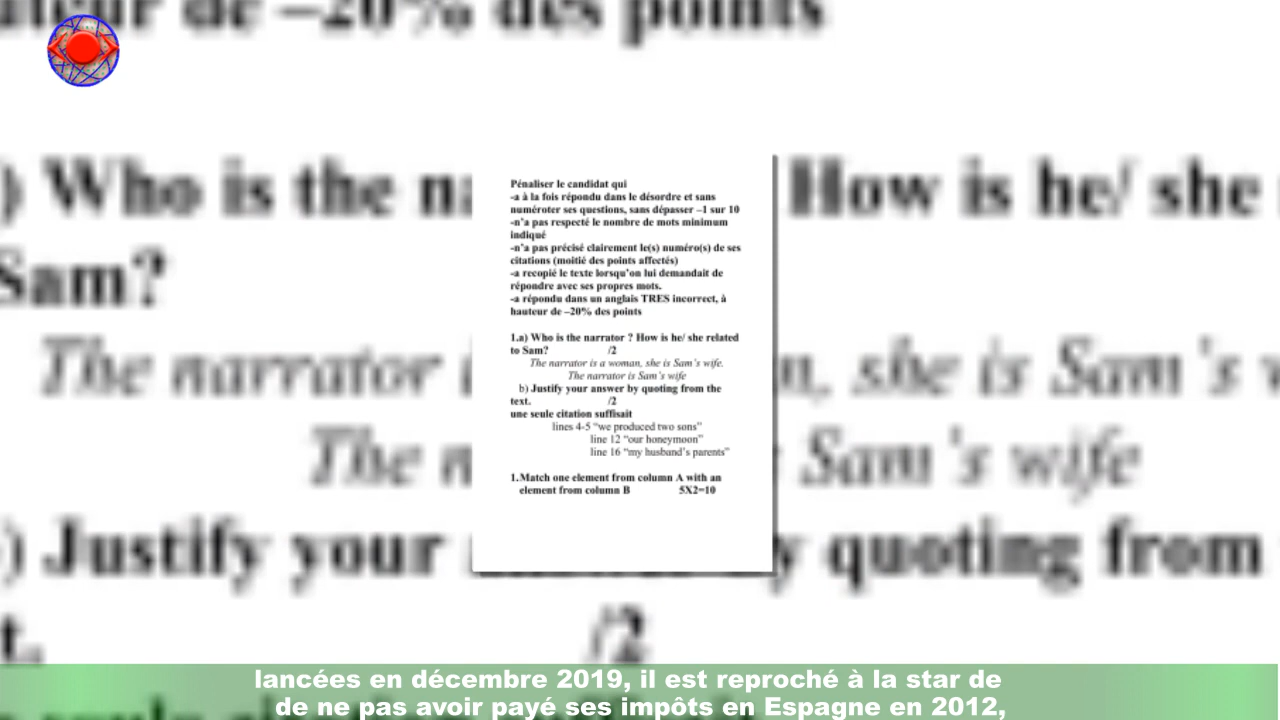 Pénaliser le candidat qui
-a à la fois répondu dans le désordre et sans
numéroter ses questions, sans dépasser –1 sur 10
-n'a pas respecté le nombre de mots minimum
indiqué
-n'a pas précisé clairement le(s) numéro(s) de ses
citations (moitié des points affectés)
-a recopié le texte lorsqu'on lui demandait de
répondre avec ses propres mots.
-a répondu dans un anglais TRES incorrect, à
hauteur de –20% des points
1.a) Who is the narrator ? How is he/ she related
to Sam? /2
The narrator is a woman, she is Sam's wife.
The narrator is Sam's wife
b) Justify your answer by quoting from the
text. /2
une seule citation suffisait
lines 4-5 “we produced two sons”
line 12 “our honeymoon”
line 16 “my husband's parents”
1.Match one element from column A with an
element from column B 5X2=10
lancées en décembre 2019, il est reproché à la star de
de ne pas avoir payé ses impôts en Espagne en 2012,